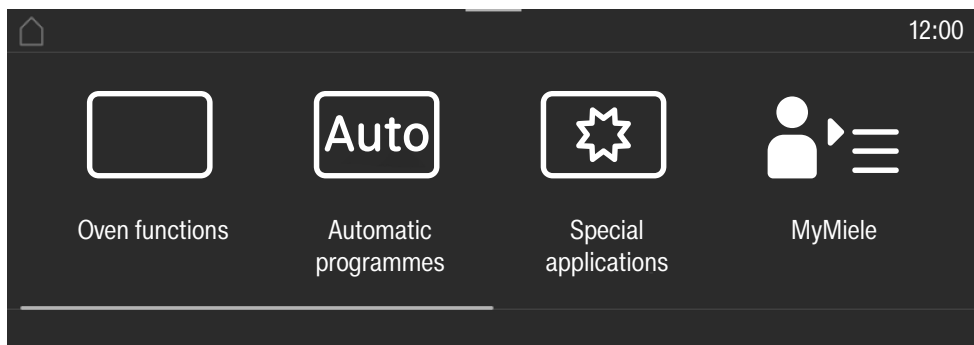 12:00
Auto
Oven functions
Automatic
programmes
Special
applications
MyMiele